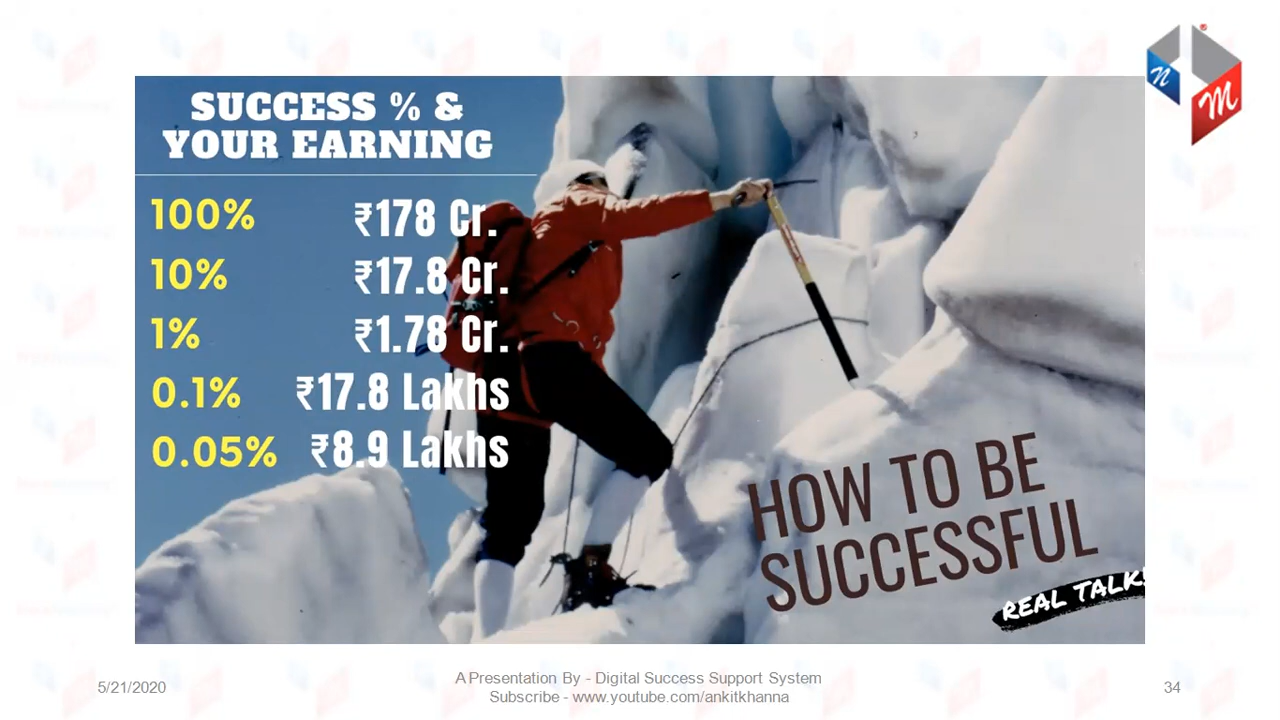 SUCCESS % &
YOUR EARNING
100% ₹178 Cr.
10% ₹17.8 Cr.
1% ₹1.78 Cr.
0.1% ₹17.8 Lakhs
0.05% ₹8.9 Lakhs
HOW TO BE
SUCCESSFUL
REAL TALK!
n
M
5/21/2020
A Presentation By - Digital Success Support System
Subscribe - www.youtube.com/ankitkhanna
34